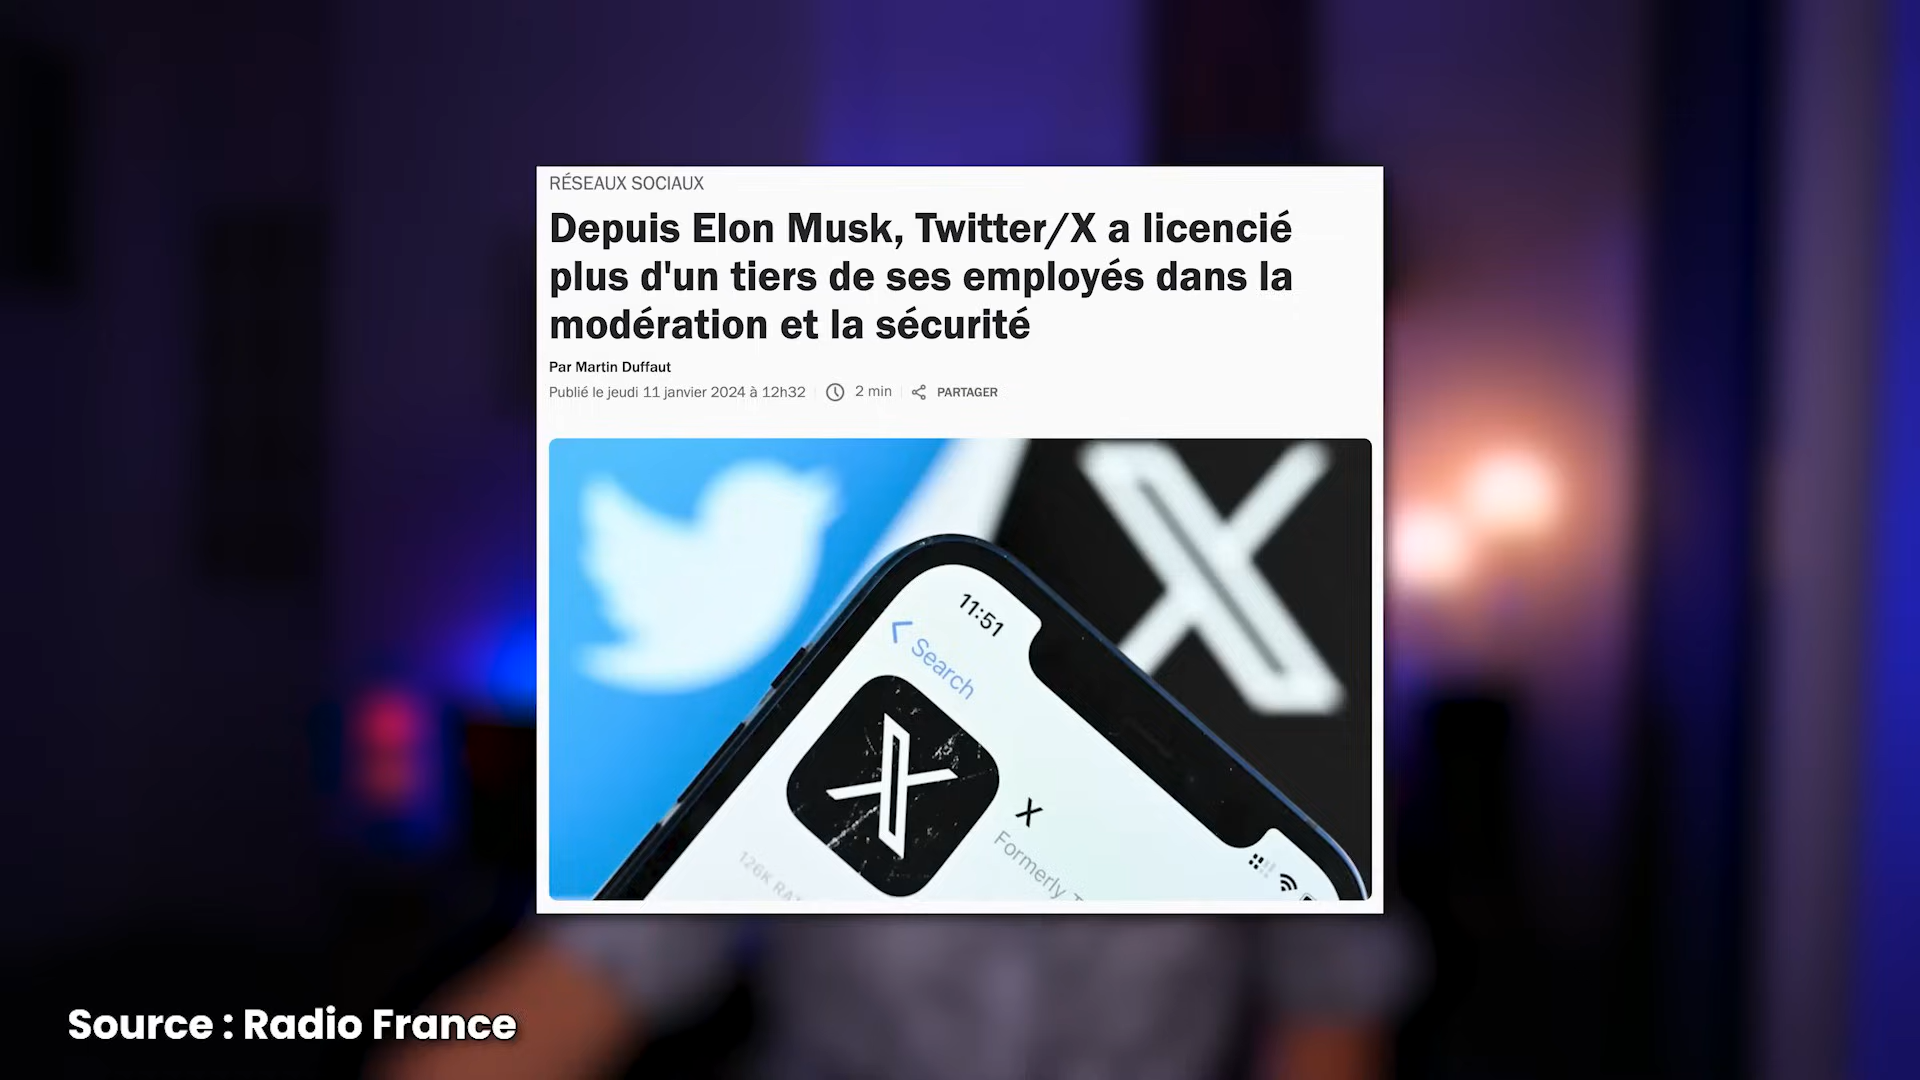 RÉSEAUX SOCIAUX
Depuis Elon Musk, Twitter/X a licencié
plus d'un tiers de ses employés dans la
modération et la sécurité
Par Martin Duffaut
Publié le jeudi 11 janvier 2024 à 12h32
2 min
PARTAGER
11:51
Search
X
Formerly
126K
Source : Radio France